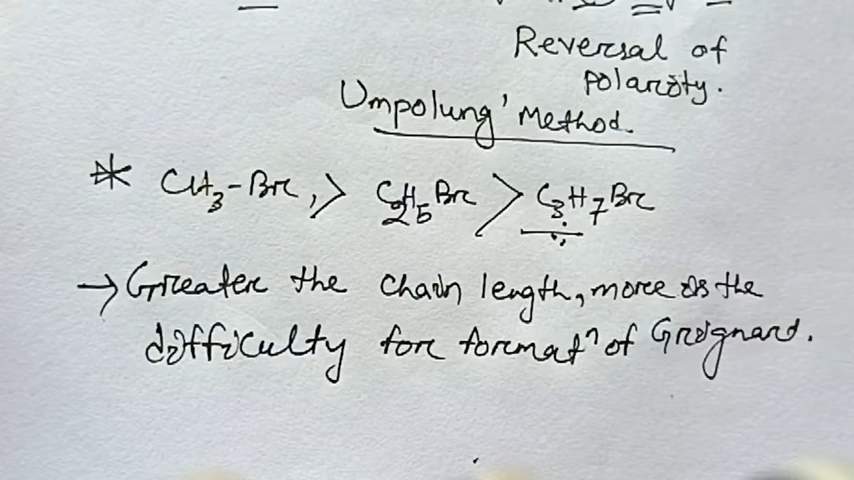 Reversal of
polarity.
Umpolung' Method.
* CH3-Br, > C2H5Br > C3H7Br
→ Greater the chain length, more is the
difficulty for formatⁿ of Grignard.